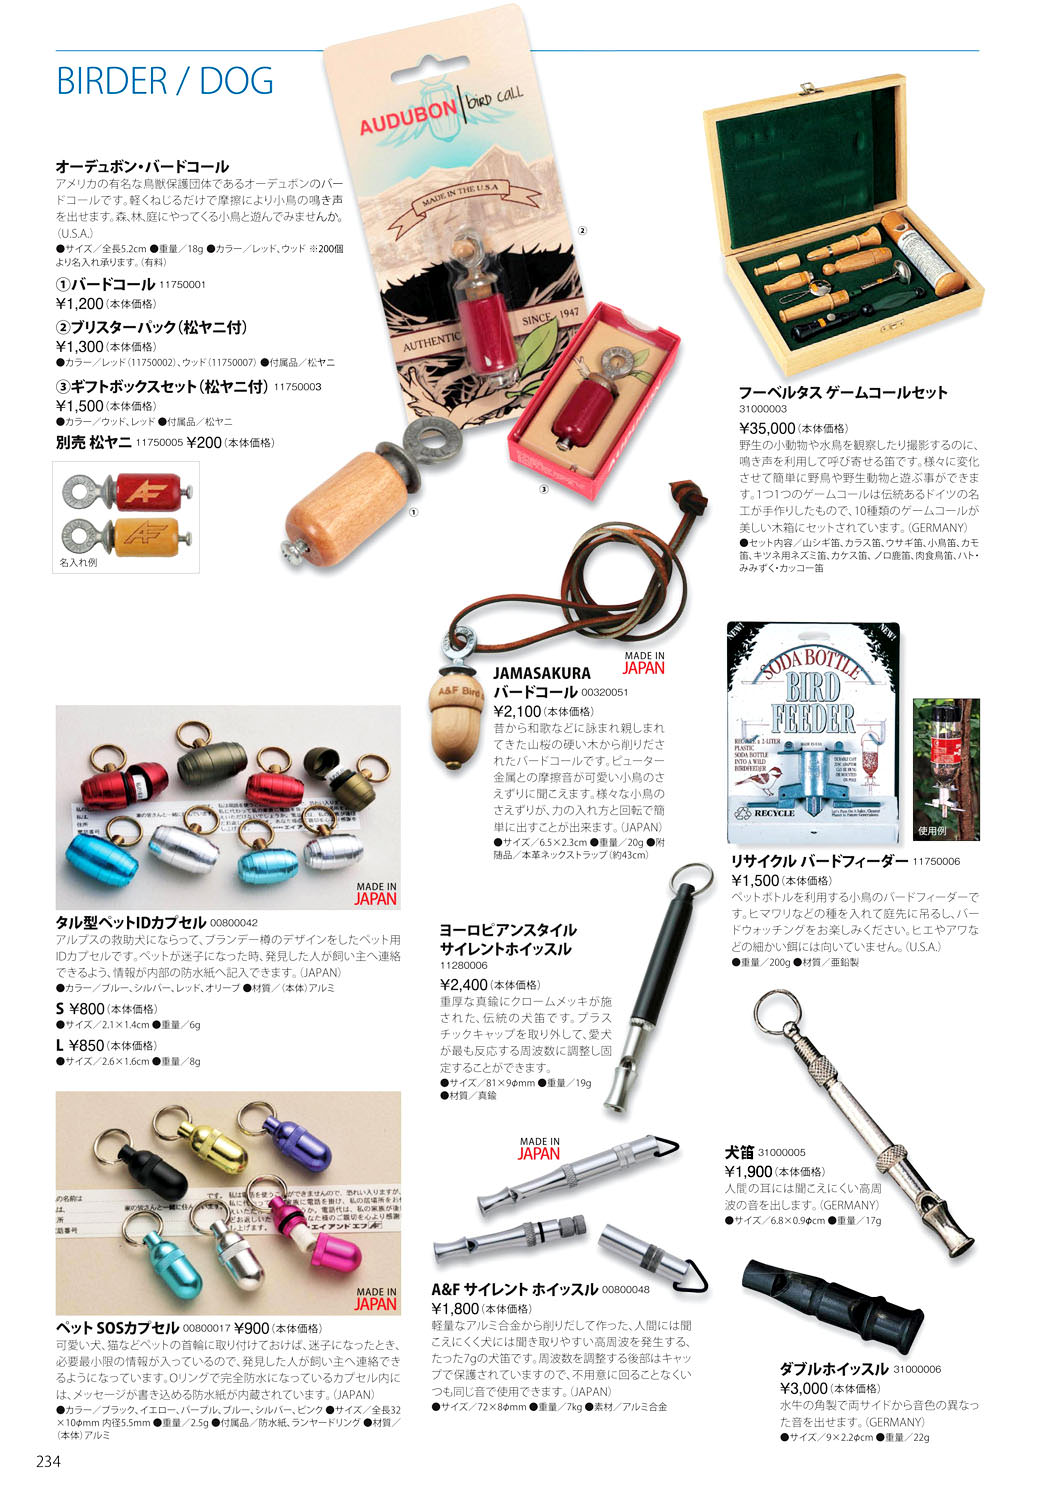 BIRDER / DOG
オーデュボン・バードコール
アメリカの有名な鳥獣保護団体であるオーデュボンのバー
ドコールです。軽くねじるだけで摩擦により小鳥の鳴き声
を出せます。森、林、庭にやってくる小鳥と遊んでみませんか。
(U.S.A.)
●サイズ／全長5.2cm ●重量／18g ●カラー／レッド、ウッド ※200個
より名入れ承ります。(有料)
①バードコール 11750001
¥1,200(本体価格)
②ブリスターパック(松ヤニ付)
¥1,300(本体価格)
●カラー／レッド(11750002)、ウッド(11750007) ●付属品／松ヤニ
③ギフトボックスセット(松ヤニ付) 11750003
¥1,500(本体価格)
●カラー／ウッド、レッド ●付属品／松ヤニ
別売 松ヤニ 11750005 ¥200(本体価格)
名入れ例
AUDUBON bird call
MADE IN THE U.S.A
AUTHENTIC
SINCE 1947
②
③
①
フーベルタス ゲームコールセット
31000003
¥35,000(本体価格)
野生の小動物や水鳥を観察したり撮影するのに、
鳴き声を利用して呼び寄せる笛です。様々に変化
させて簡単に野鳥や野生動物と遊ぶ事ができま
す。1つ1つのゲームコールは伝統あるドイツの名
工が手作りしたもので、10種類のゲームコールが
美しい木箱にセットされています。(GERMANY)
●セット内容／山シギ笛、カラス笛、ウサギ笛、小鳥笛、カモ
笛、キツネ用ネズミ笛、カケス笛、ノロ鹿笛、肉食鳥笛、ハト・
みみずく・カッコー笛
MADE IN
JAPAN
A&F Bird
JAMASAKURA
バードコール 00320051
¥2,100(本体価格)
昔から和歌などに詠まれ親しまれ
てきた山桜の硬い木から削りださ
れたバードコールです。ピューター
金属との摩擦音が可愛い小鳥のさ
えずりに聞こえます。様々な小鳥の
さえずりが、力の入れ方と回転で簡
単に出すことが出来ます。(JAPAN)
●サイズ／6.5×2.3cm ●重量／20g ●附
随品／本革ネックストラップ(約43cm)
NEW!
NEW!
SODA BOTTLE
BIRD
FEEDER
RECYCLE
使用例
リサイクル バードフィーダー 11750006
¥1,500(本体価格)
ペットボトルを利用する小鳥のバードフィーダーで
す。ヒマワリなどの種を入れて庭先に吊るし、バー
ドウォッチングをお楽しみください。ヒエやアワな
どの細かい餌には向いていません。(U.S.A.)
●重量／200g ●材質／亜鉛製
MADE IN
JAPAN
タル型ペットIDカプセル 00800042
アルプスの救助犬にならって、ブランデー樽のデザインをしたペット用
IDカプセルです。ペットが迷子になった時、発見した人が飼い主へ連絡
できるよう、情報が内部の防水紙へ記入できます。(JAPAN)
●カラー／ブルー、シルバー、レッド、オリーブ ●材質／(本体)アルミ
S ¥800(本体価格)
●サイズ／2.1×1.4cm ●重量／6g
L ¥850(本体価格)
●サイズ／2.6×1.6cm ●重量／8g
ヨーロピアンスタイル
サイレントホイッスル
11280006
¥2,400(本体価格)
重厚な真鍮にクロームメッキが施
された、伝統の犬笛です。プラス
チックキャップを取り外して、愛犬
が最も反応する周波数に調整し固
定することができます。
●サイズ／81×9φmm ●重量／19g
●材質／真鍮
犬笛 31000005
¥1,900(本体価格)
人間の耳には聞こえにくい高周
波の音を出します。(GERMANY)
●サイズ／6.8×0.9φcm ●重量／17g
MADE IN
JAPAN
MADE IN
JAPAN
ペット SOSカプセル 00800017 ¥900(本体価格)
可愛い犬、猫などペットの首輪に取り付けておけば、迷子になったとき、
必要最小限の情報が入っているので、発見した人が飼い主へ連絡でき
るようになっています。Oリングで完全防水になっているカプセル内に
は、メッセージが書き込める防水紙が内蔵されています。(JAPAN)
●カラー／ブラック、イエロー、パープル、ブルー、シルバー、ピンク ●サイズ／全長32
×10φmm 内径5.5mm ●重量／2.5g ●付属品／防水紙、ランヤードリング ●材質／
(本体)アルミ
A&F サイレント ホイッスル 00800048
¥1,800(本体価格)
軽量なアルミ合金から削りだして作った、人間には聞
こえにくく犬には聞き取りやすい高周波を発生する、
たった7gの犬笛です。周波数を調整する後部はキャッ
プで保護されていますので、不用意に回ることなくい
つも同じ音で使用できます。(JAPAN)
●サイズ／72×8φmm ●重量／7kg ●素材／アルミ合金
ダブルホイッスル 31000006
¥3,000(本体価格)
水牛の角製で両サイドから音色の異なっ
た音を出せます。(GERMANY)
●サイズ／9×2.2φcm ●重量／22g
234